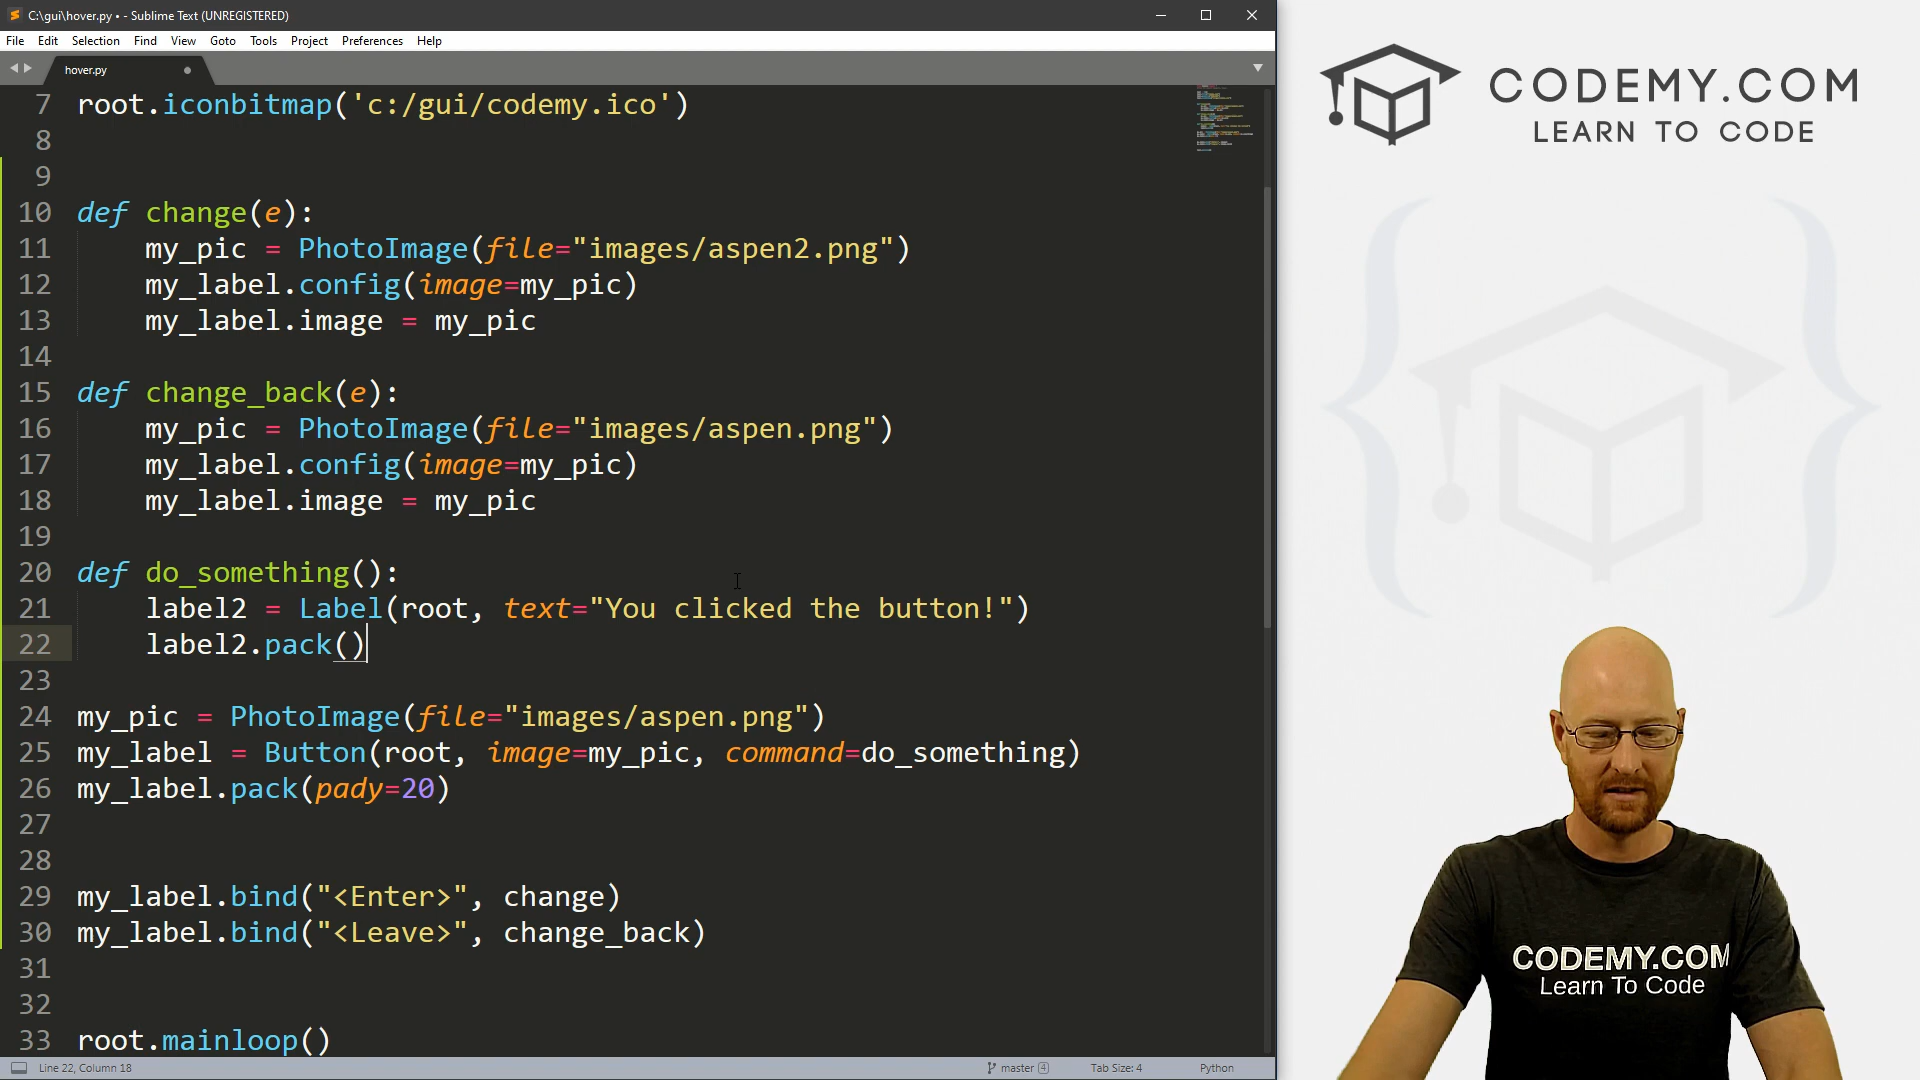 C:\gui\hover.py • - Sublime Text (UNREGISTERED)
File Edit Selection Find View Goto Tools Project Preferences Help
hover.py
7 root.iconbitmap('c:/gui/codemy.ico')
8
9
10 def change(e):
11 my_pic = PhotoImage(file="images/aspen2.png")
12 my_label.config(image=my_pic)
13 my_label.image = my_pic
14
15 def change_back(e):
16 my_pic = PhotoImage(file="images/aspen.png")
17 my_label.config(image=my_pic)
18 my_label.image = my_pic
19
20 def do_something():
21 label2 = Label(root, text="You clicked the button!")
22 label2.pack()
23
24 my_pic = PhotoImage(file="images/aspen.png")
25 my_label = Button(root, image=my_pic, command=do_something)
26 my_label.pack(pady=20)
27
28
29 my_label.bind("<Enter>", change)
30 my_label.bind("<Leave>", change_back)
31
32
33 root.mainloop()
Line 22, Column 18
master 4
Tab Size: 4
Python
CODEMY.COM
LEARN TO CODE
CODEMY.COM
Learn To Code